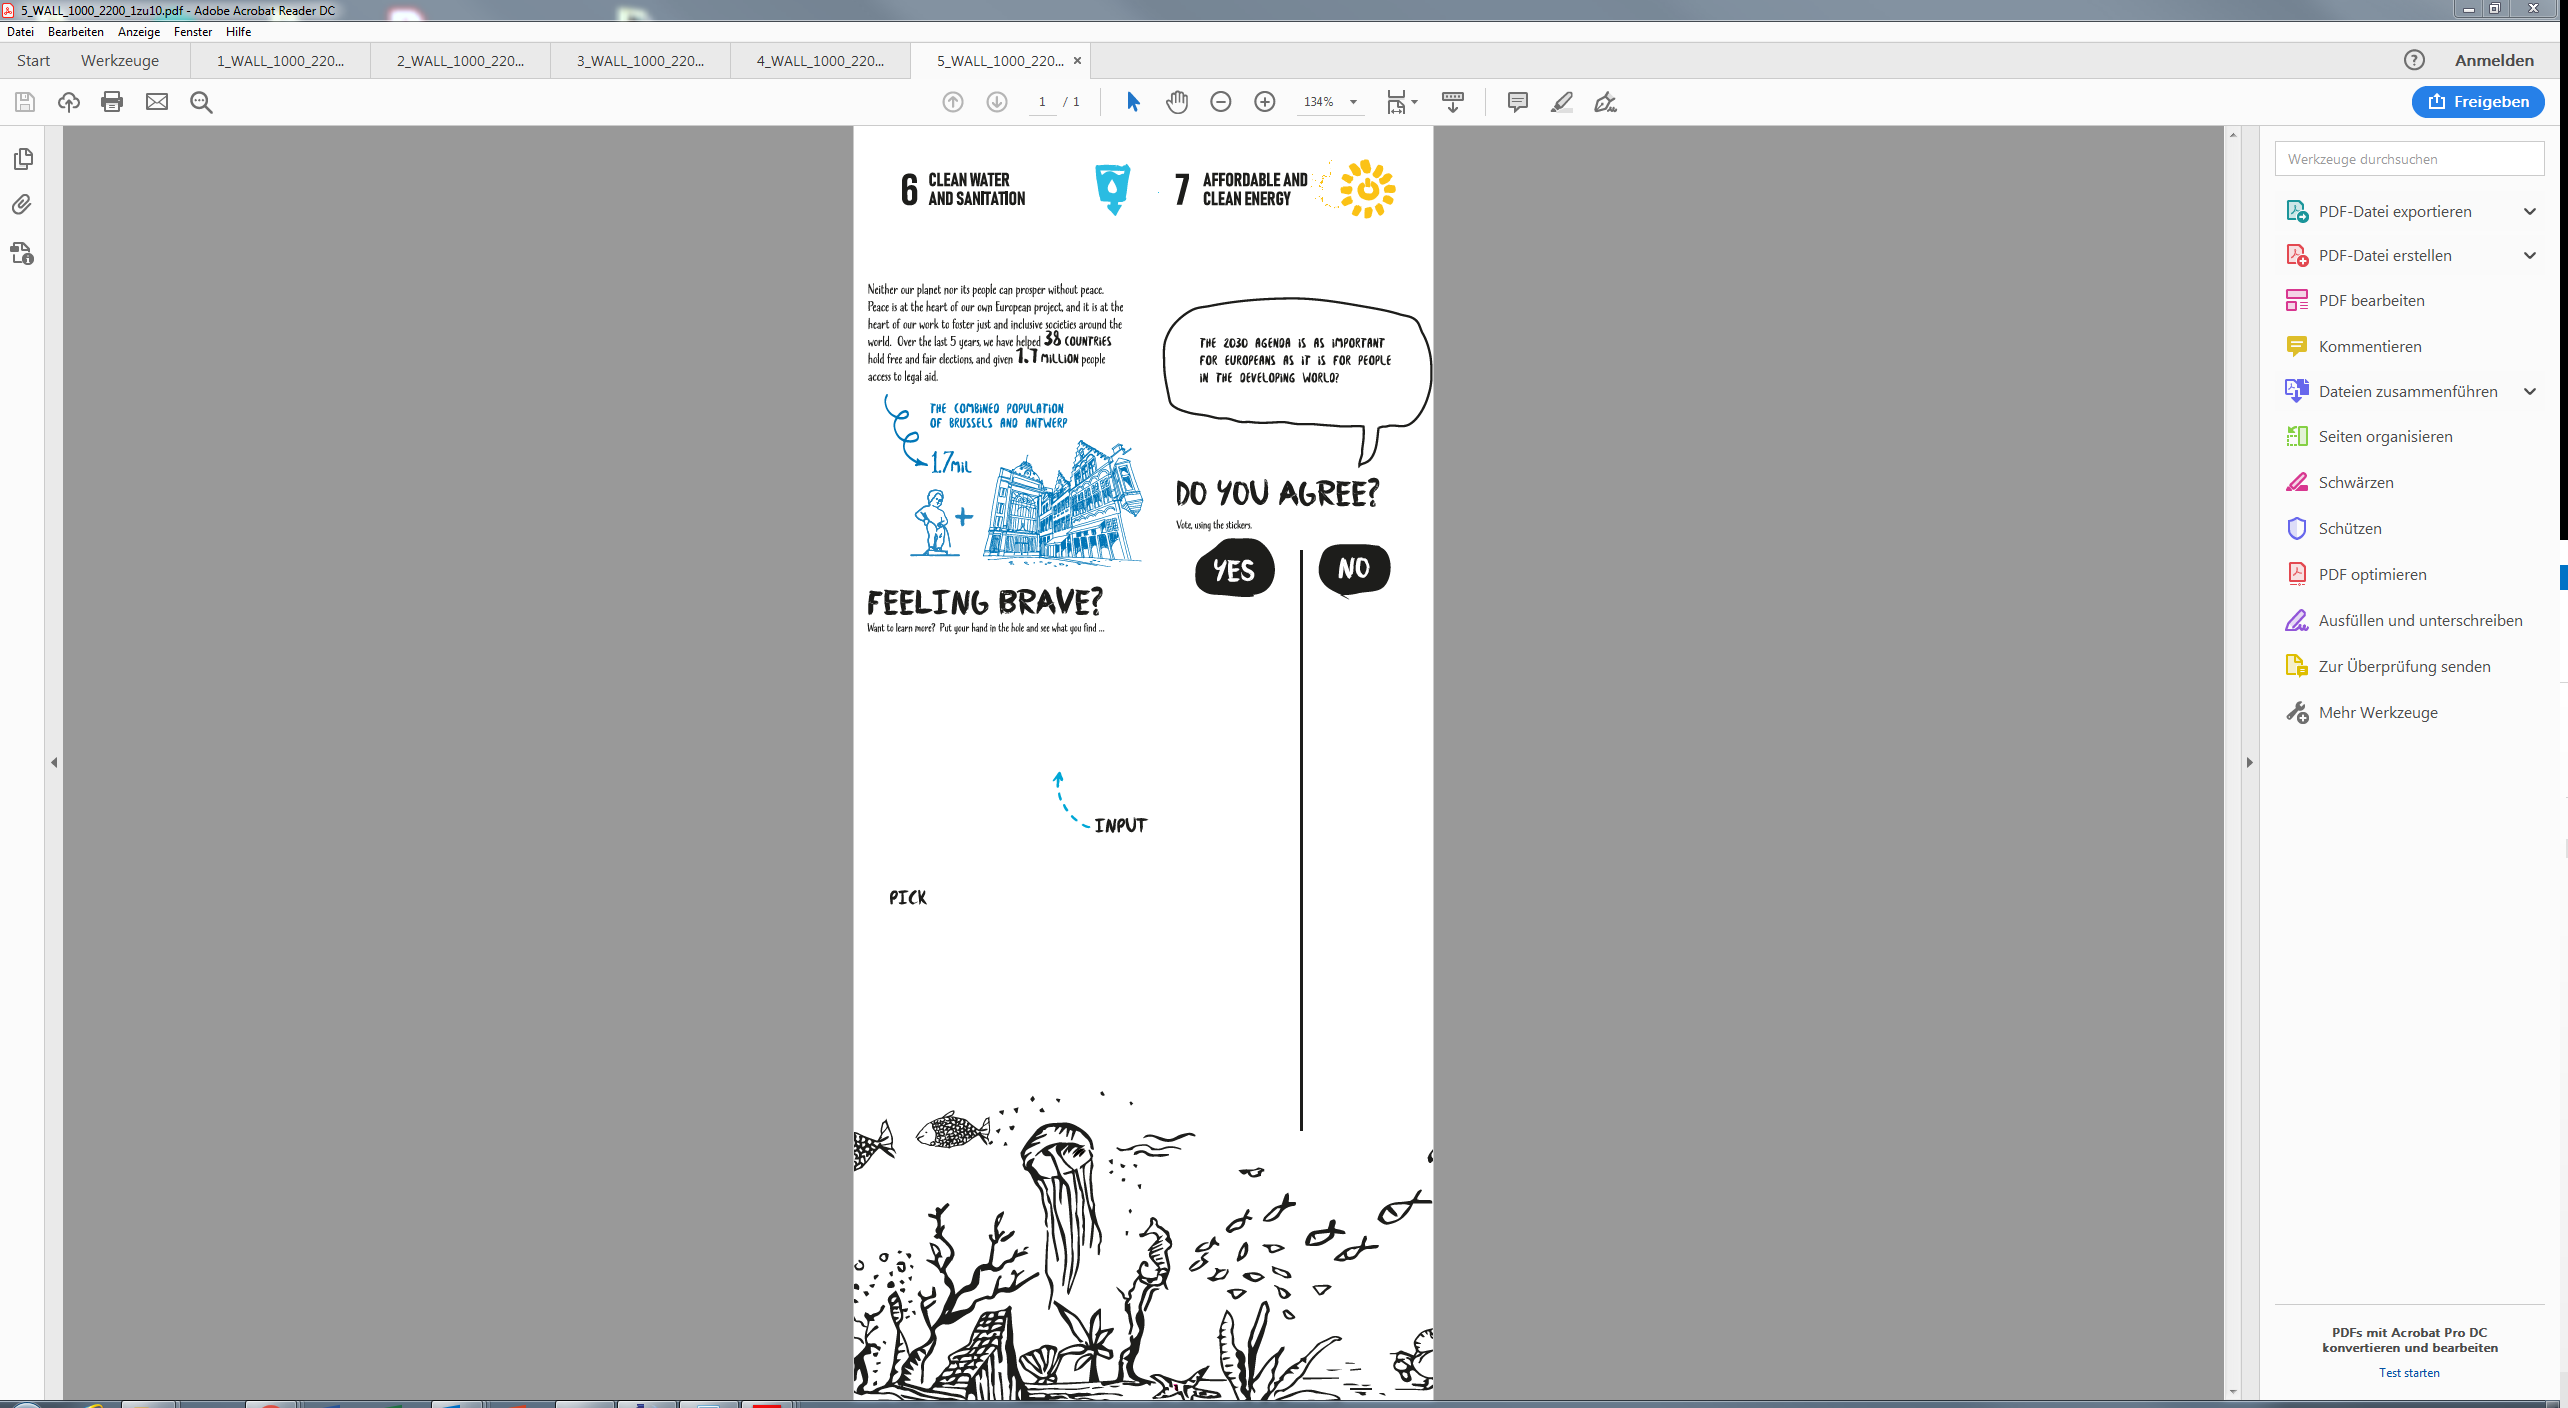 5_WALL_1000_2200_1zu10.pdf - Adobe Acrobat Reader DC
Datei Bearbeiten Anzeige Fenster Hilfe
Start Werkzeuge 1_WALL_1000_220... 2_WALL_1000_220... 3_WALL_1000_220... 4_WALL_1000_220... 5_WALL_1000_220... Anmelden
1 / 1 134% Freigeben
6 CLEAN WATER
AND SANITATION
7 AFFORDABLE AND
CLEAN ENERGY
Neither our planet nor its people can prosper without peace.
Peace is at the heart of our own European project, and it is at the
heart of our work to foster just and inclusive societies around the
world. Over the last 5 years, we have helped 38 COUNTRIES
hold free and fair elections, and given 1.7 MILLION people
access to legal aid.
THE COMBINED POPULATION
OF BRUSSELS AND ANTWERP
1.7MIL
+
FEELING BRAVE?
Want to learn more? Put your hand in the hole and see what you find ...
INPUT
PICK
THE 2030 AGENDA IS AS IMPORTANT
FOR EUROPEANS AS IT IS FOR PEOPLE
IN THE DEVELOPING WORLD?
DO YOU AGREE?
Vote, using the stickers.
YES
NO
Werkzeuge durchsuchen
PDF-Datei exportieren
PDF-Datei erstellen
PDF bearbeiten
Kommentieren
Dateien zusammenführen
Seiten organisieren
Schwärzen
Schützen
PDF optimieren
Ausfüllen und unterschreiben
Zur Überprüfung senden
Mehr Werkzeuge
PDFs mit Acrobat Pro DC
konvertieren und bearbeiten
Test starten